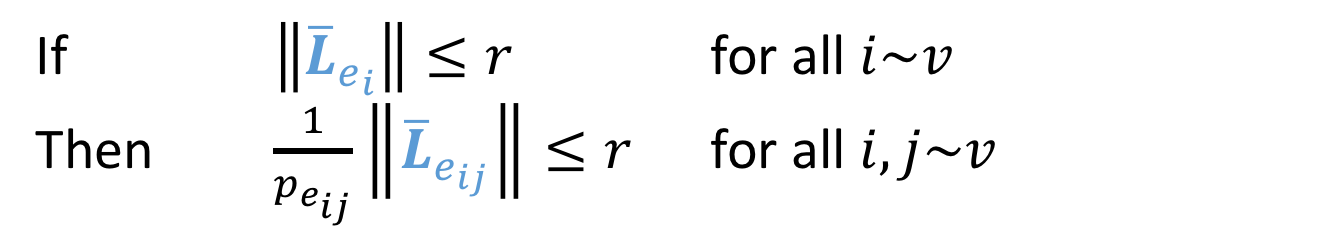 If ‖L̄_{e_i}‖ ≤ r for all i~v
Then 1/p_{e_{ij}} ‖L̄_{e_{ij}}‖ ≤ r for all i, j~v